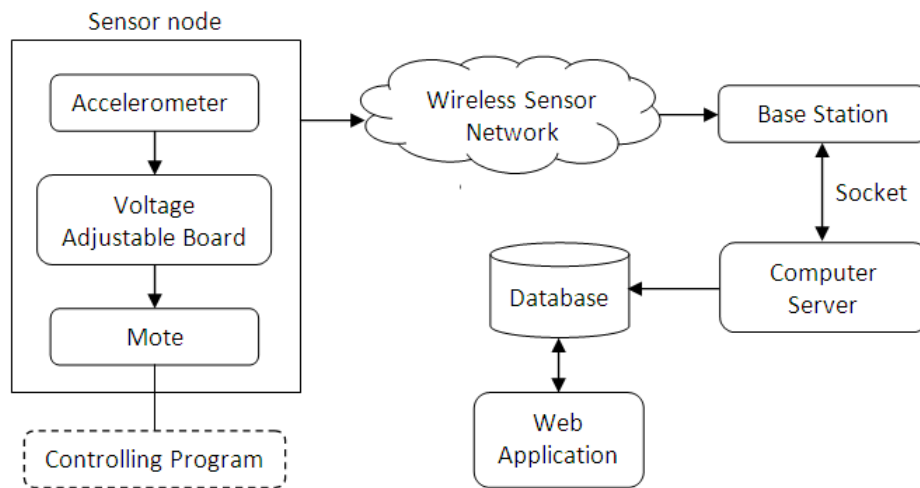 Sensor node
Accelerometer
Voltage
Adjustable Board
Mote
Controlling Program
Wireless Sensor
Network
Base Station
Socket
Computer
Server
Database
Web
Application